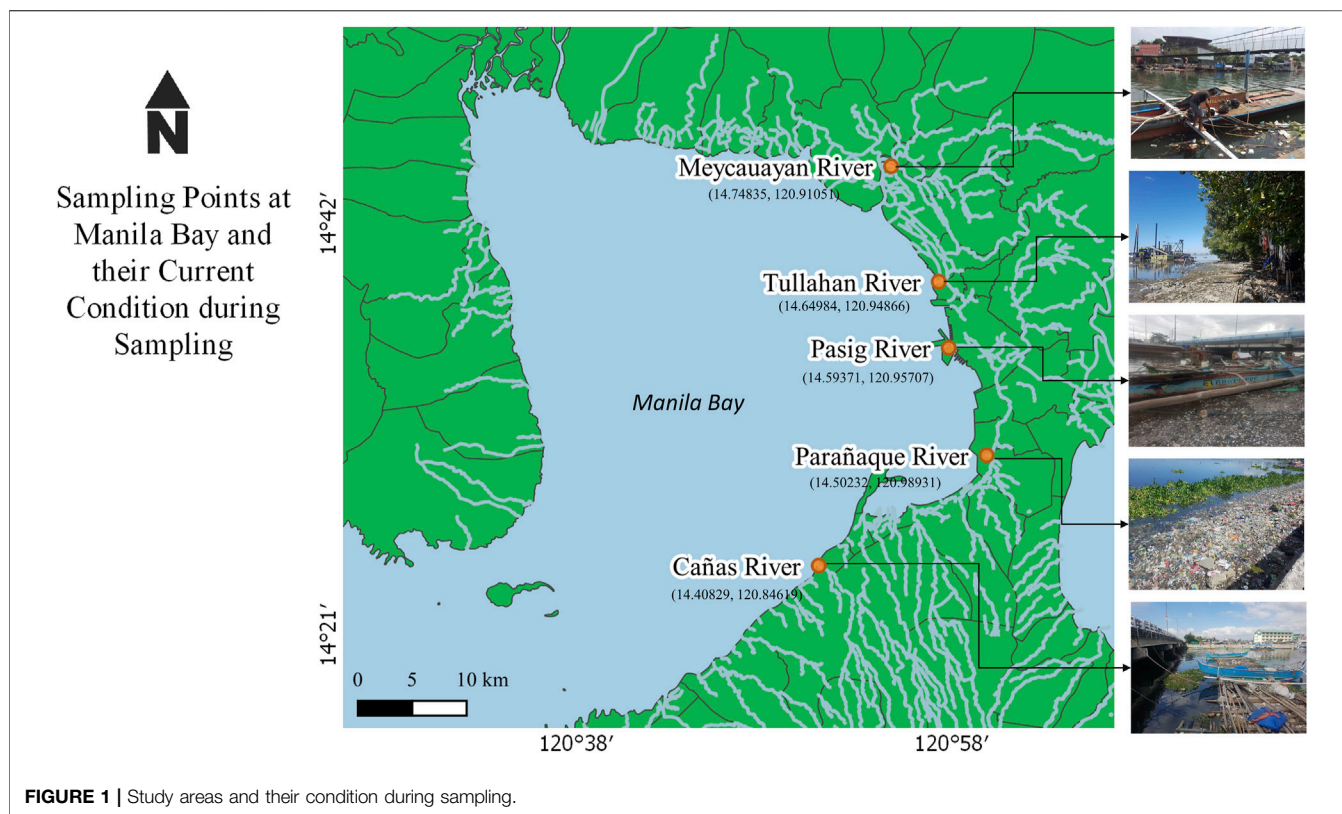 N
Sampling Points at
Manila Bay and
their Current
Condition during
Sampling
14°42′
14°21′
Meycauayan River
(14.74835, 120.91051)
Tullahan River
(14.64984, 120.94866)
Pasig River
(14.59371, 120.95707)
Manila Bay
Parañaque River
(14.50232, 120.98931)
Cañas River
(14.40829, 120.84619)
0 5 10 km
120°38′ 120°58′
FIGURE 1 | Study areas and their condition during sampling.